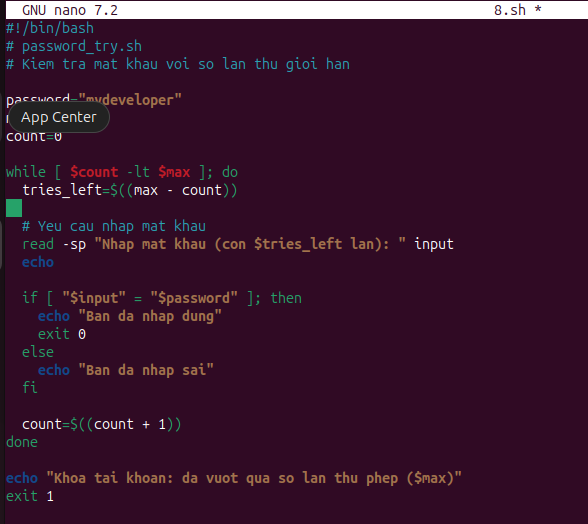 GNU nano 7.2 8.sh *
#!/bin/bash
# password_try.sh
# Kiem tra mat khau voi so lan thu gioi han
password="mydeveloper"
App Center
count=0
while [ $count -lt $max ]; do
tries_left=$((max - count))
# Yeu cau nhap mat khau
read -sp "Nhap mat khau (con $tries_left lan): " input
echo
if [ "$input" = "$password" ]; then
echo "Ban da nhap dung"
exit 0
else
echo "Ban da nhap sai"
fi
count=$((count + 1))
done
echo "Khoa tai khoan: da vuot qua so lan thu phep ($max)"
exit 1